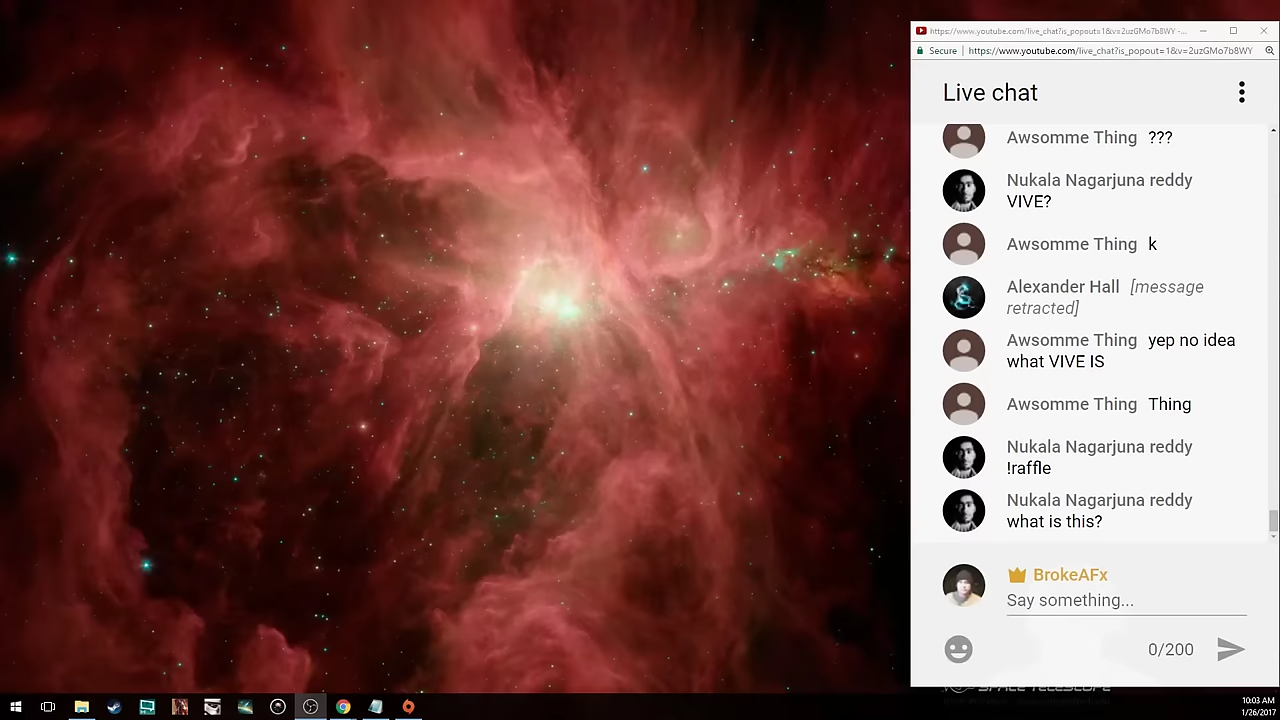 https://www.youtube.com/live_chat?is_popout=1&v=2uzGMo7b8WY -...
Secure | https://www.youtube.com/live_chat?is_popout=1&v=2uzGMo7b8WY
Live chat
Awsomme Thing ???
Nukala Nagarjuna reddy
VIVE?
Awsomme Thing k
Alexander Hall [message
retracted]
Awsomme Thing yep no idea
what VIVE IS
Awsomme Thing Thing
Nukala Nagarjuna reddy
!raffle
Nukala Nagarjuna reddy
what is this?
BrokeAFx
Say something...
0/200
SPACE TELESCOPE
10:03 AM
1/26/2017